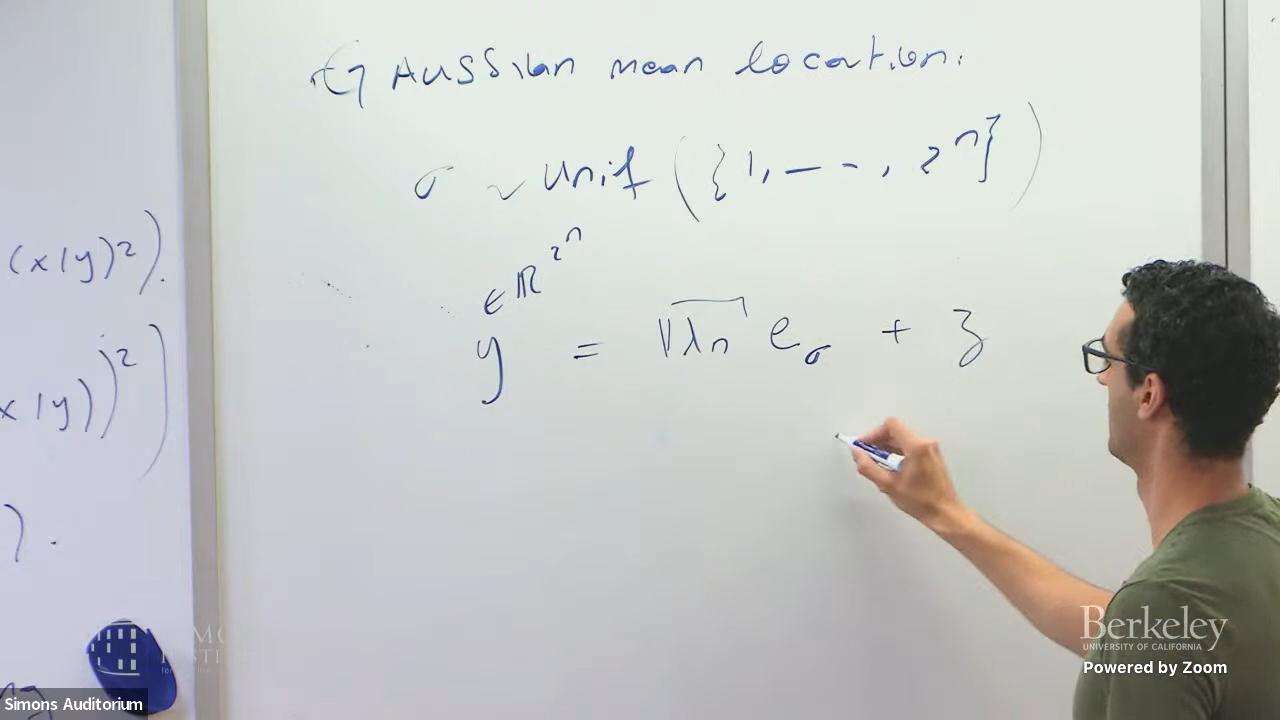 Gaussian mean location.
σ ~ Unif ({1, - - -, 2^n})
∈ ℝ^{2^n}
y = √λn e_σ + z
(x|y)^2).
x|y))^2)
).
Berkeley
UNIVERSITY OF CALIFORNIA
Powered by Zoom
Simons Auditorium